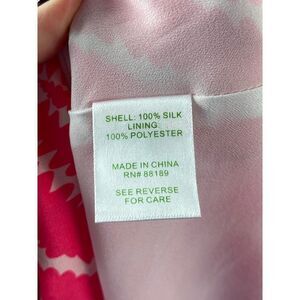 SHELL: 100% SILK
LINING:
100% POLYESTER
MADE IN CHINA
RN# 88189
SEE REVERSE
FOR CARE